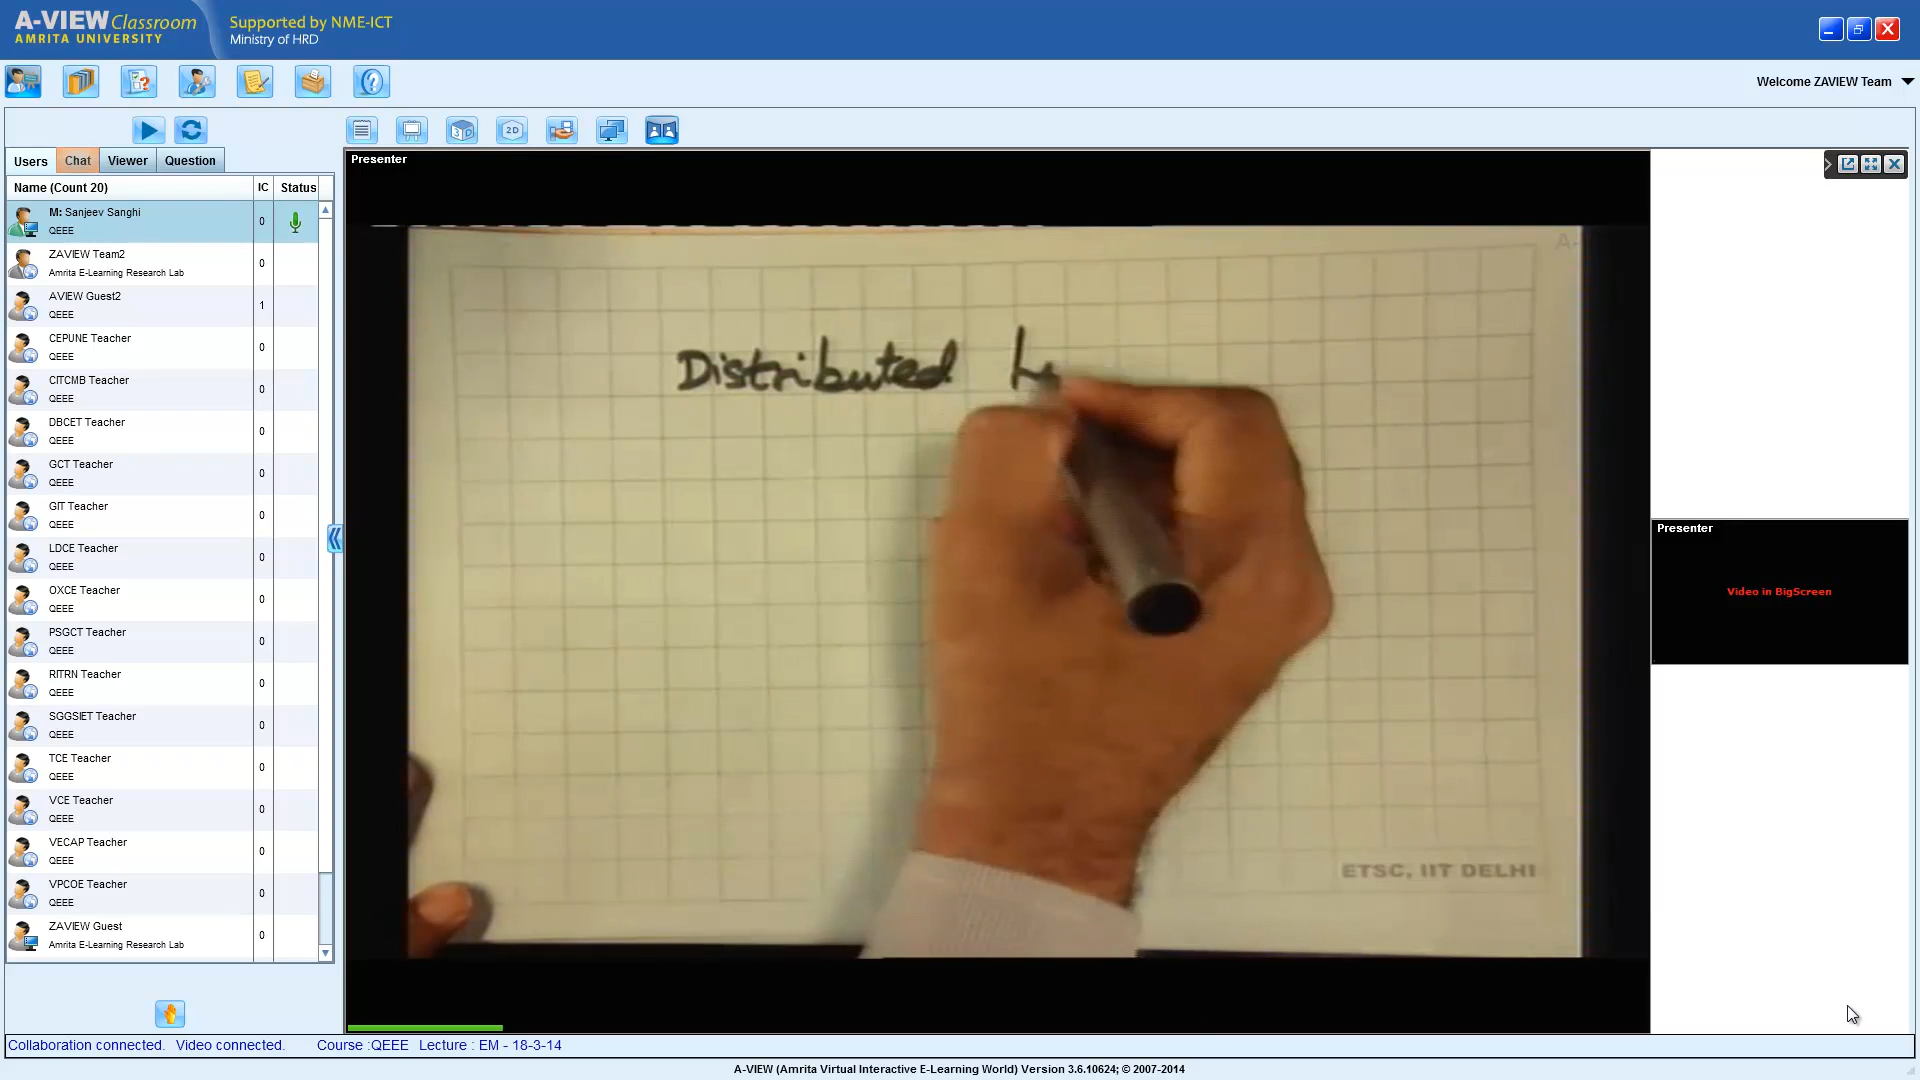 A-VIEW Classroom
AMRITA UNIVERSITY
Supported by NME-ICT
Ministry of HRD
Welcome ZAVIEW Team
3D
2D
Users Chat Viewer Question
Name (Count 20) IC Status
M: Sanjeev Sanghi
QEEE
0
ZAVIEW Team2
Amrita E-Learning Research Lab
0
AVIEW Guest2
QEEE
1
CEPUNE Teacher
QEEE
0
CITCMB Teacher
QEEE
0
DBCET Teacher
QEEE
0
GCT Teacher
QEEE
0
GIT Teacher
QEEE
0
LDCE Teacher
QEEE
0
OXCE Teacher
QEEE
0
PSGCT Teacher
QEEE
0
RITRN Teacher
QEEE
0
SGGSIET Teacher
QEEE
0
TCE Teacher
QEEE
0
VCE Teacher
QEEE
0
VECAP Teacher
QEEE
0
VPCOE Teacher
QEEE
0
ZAVIEW Guest
Amrita E-Learning Research Lab
0
Presenter
A-
Distributed
ETSC, IIT DELHI
Presenter
Video in BigScreen
Collaboration connected. Video connected. Course :QEEE Lecture : EM - 18-3-14
A-VIEW (Amrita Virtual Interactive E-Learning World) Version 3.6.10624; © 2007-2014